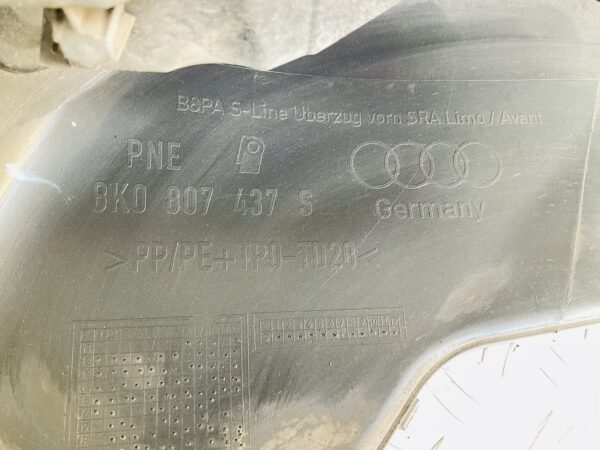 B8PA S-Line Überzug vorn SRA Limo / Avant
PNE
8K0 807 437 S
Germany
>PP/PE+TPO-TD20<